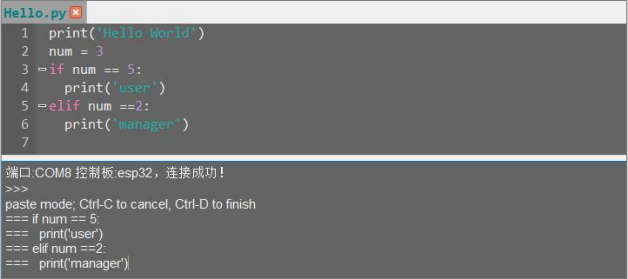 Hello.py
1 print('Hello World')
2 num = 3
3 if num == 5:
4 print('user')
5 elif num ==2:
6 print('manager')
7
端口:COM8 控制板:esp32，连接成功！
>>>
paste mode; Ctrl-C to cancel, Ctrl-D to finish
=== if num == 5:
=== print('user')
=== elif num ==2:
=== print('manager')